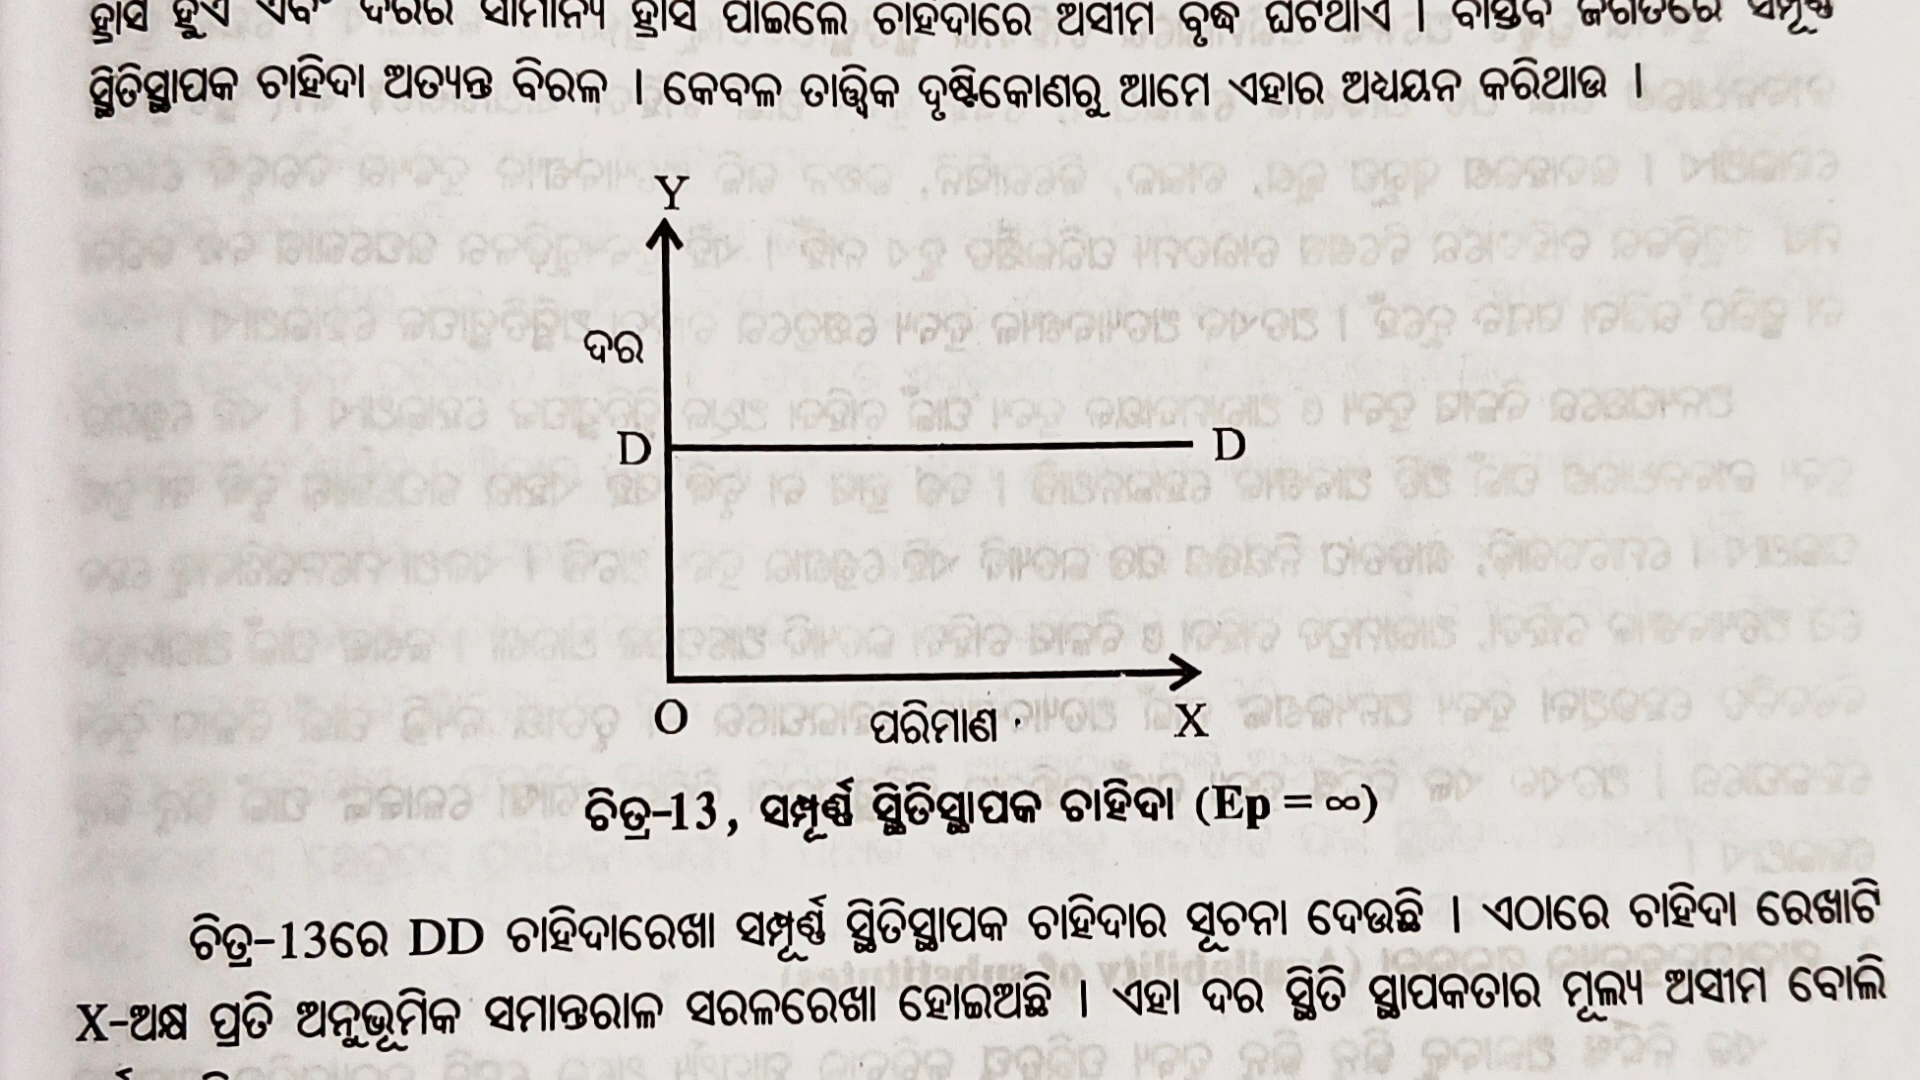 ହ୍ରାସ ହୁଏ ଏବଂ ଦରର ସାମାନ୍ୟ ହ୍ରାସ ପାଇଲେ ଚାହିଦାରେ ଅସୀମ ବୃଦ୍ଧି ଘଟିଥାଏ । ବାସ୍ତବ ଜଗତରେ ସମ୍ପୂର୍ଣ୍ଣ
ସ୍ଥିତିସ୍ଥାପକ ଚାହିଦା ଅତ୍ୟନ୍ତ ବିରଳ । କେବଳ ତାତ୍ତ୍ୱିକ ଦୃଷ୍ଟିକୋଣରୁ ଆମେ ଏହାର ଅଧ୍ୟୟନ କରିଥାଉ ।
Y
ଦର
D D
O ପରିମାଣ X
ଚିତ୍ର-13, ସମ୍ପୂର୍ଣ୍ଣ ସ୍ଥିତିସ୍ଥାପକ ଚାହିଦା (Ep = ∞)
ଚିତ୍ର-13ରେ DD ଚାହିଦାରେଖା ସମ୍ପୂର୍ଣ୍ଣ ସ୍ଥିତିସ୍ଥାପକ ଚାହିଦାର ସୂଚନା ଦେଉଛି । ଏଠାରେ ଚାହିଦା ରେଖାଟି
X-ଅକ୍ଷ ପ୍ରତି ଅନୁଭୂମିକ ସମାନ୍ତରାଳ ସରଳରେଖା ହୋଇଅଛି । ଏହା ଦର ସ୍ଥିତି ସ୍ଥାପକତାର ମୂଲ୍ୟ ଅସୀମ ବୋଲି